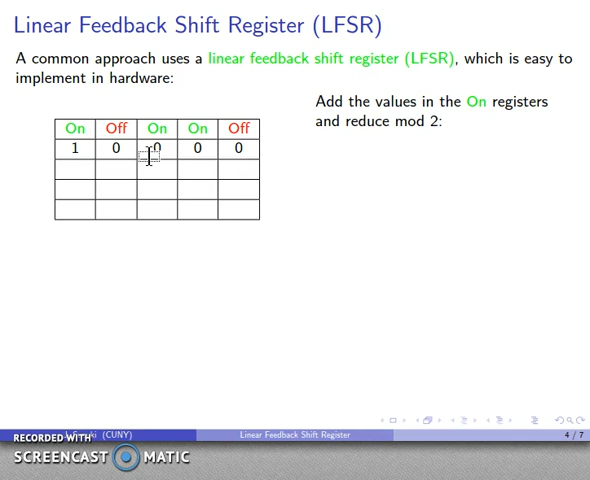 Linear Feedback Shift Register (LFSR)
A common approach uses a linear feedback shift register (LFSR), which is easy to
implement in hardware:
Add the values in the On registers
and reduce mod 2:
On Off On On Off
1 0 0 0 0
(CUNY) Linear Feedback Shift Register 4 / 7
RECORDED WITH
SCREENCAST MATIC